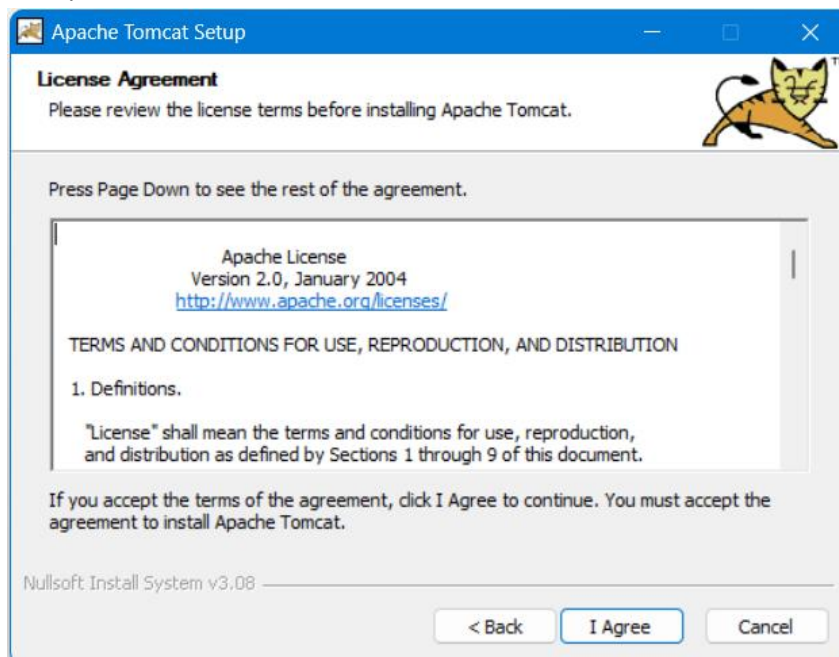 Apache Tomcat Setup
License Agreement
Please review the license terms before installing Apache Tomcat.
TM
Press Page Down to see the rest of the agreement.
Apache License
Version 2.0, January 2004
http://www.apache.org/licenses/
TERMS AND CONDITIONS FOR USE, REPRODUCTION, AND DISTRIBUTION
1. Definitions.
"License" shall mean the terms and conditions for use, reproduction,
and distribution as defined by Sections 1 through 9 of this document.
If you accept the terms of the agreement, click I Agree to continue. You must accept the
agreement to install Apache Tomcat.
Nullsoft Install System v3.08
< Back I Agree Cancel